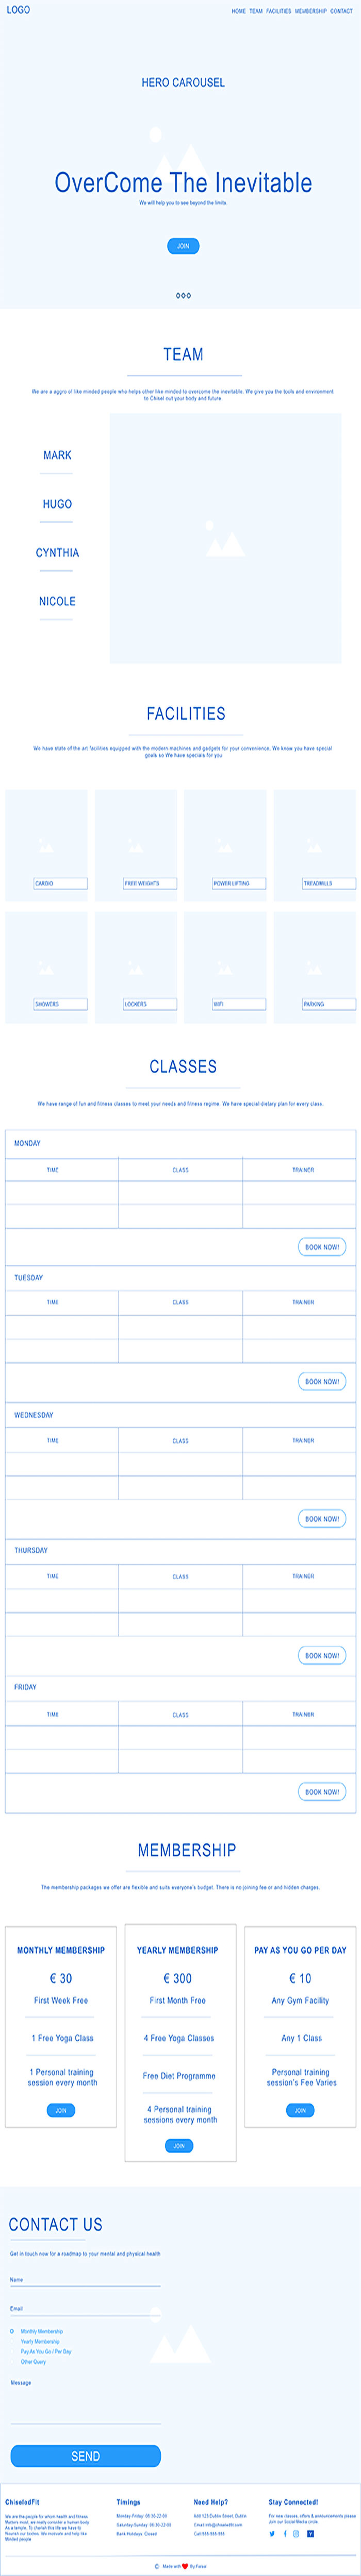 LOGO
HOME TEAM FACILITIES MEMBERSHIP CONTACT
HERO CAROUSEL
OverCome The Inevitable
We will help you to see beyond the limits
JOIN
TEAM
We are a aggro of like minded people who helps other like minded to overcome the inevitable. We give you the tools and environment
to Chisel out your body and future.
MARK
HUGO
CYNTHIA
NICOLE
FACILITIES
We have state of the art facilities equipped with the modern machines and gadgets for your convenience. We know you have special
goals so We have specials for you
CARDIO
FREE WEIGHTS
POWER LIFTING
TREADMILLS
SHOWERS
LOCKERS
WIFI
PARKING
CLASSES
We have range of fun and fitness classes to meet your needs and fitness regime. We have special dietary plan for every class.
MONDAY
TIME CLASS TRAINER
BOOK NOW!
TUESDAY
TIME CLASS TRAINER
BOOK NOW!
WEDNESDAY
TIME CLASS TRAINER
BOOK NOW!
THURSDAY
TIME CLASS TRAINER
BOOK NOW!
FRIDAY
TIME CLASS TRAINER
BOOK NOW!
MEMBERSHIP
The membership packages we offer are flexible and suits everyone's budget. There is no joining fee or and hidden charges.
MONTHLY MEMBERSHIP
€ 30
First Week Free
1 Free Yoga Class
1 Personal training
session every month
JOIN
YEARLY MEMBERSHIP
€ 300
First Month Free
4 Free Yoga Classes
Free Diet Programme
4 Personal training
sessions every month
JOIN
PAY AS YOU GO PER DAY
€ 10
Any Gym Facility
Any 1 Class
Personal training
session's Fee Varies
JOIN
CONTACT US
Get in touch now for a roadmap to your mental and physical health
Name
Email
Monthly Membership
Yearly Membership
Pay As You Go / Per Day
Other Query
Message
SEND
ChiseledFit
We are the people for whom health and fitness
Matters most. we really consider a human body
As a temple. To cherish this life we have to
Nourish our bodies. We motivate and help like
Minded people
Timings
Monday-Friday 06:30-22:00
Saturday-Sunday 06:30-22:00
Bank Holidays Closed
Need Help?
Add 123 Dublin Street, Dublin
Email info@chiseledfit.com
Call 555 555 555
Stay Connected!
For new classes, offers & announcements please
join our Social Media circle.
© Made with ❤ By Faisal